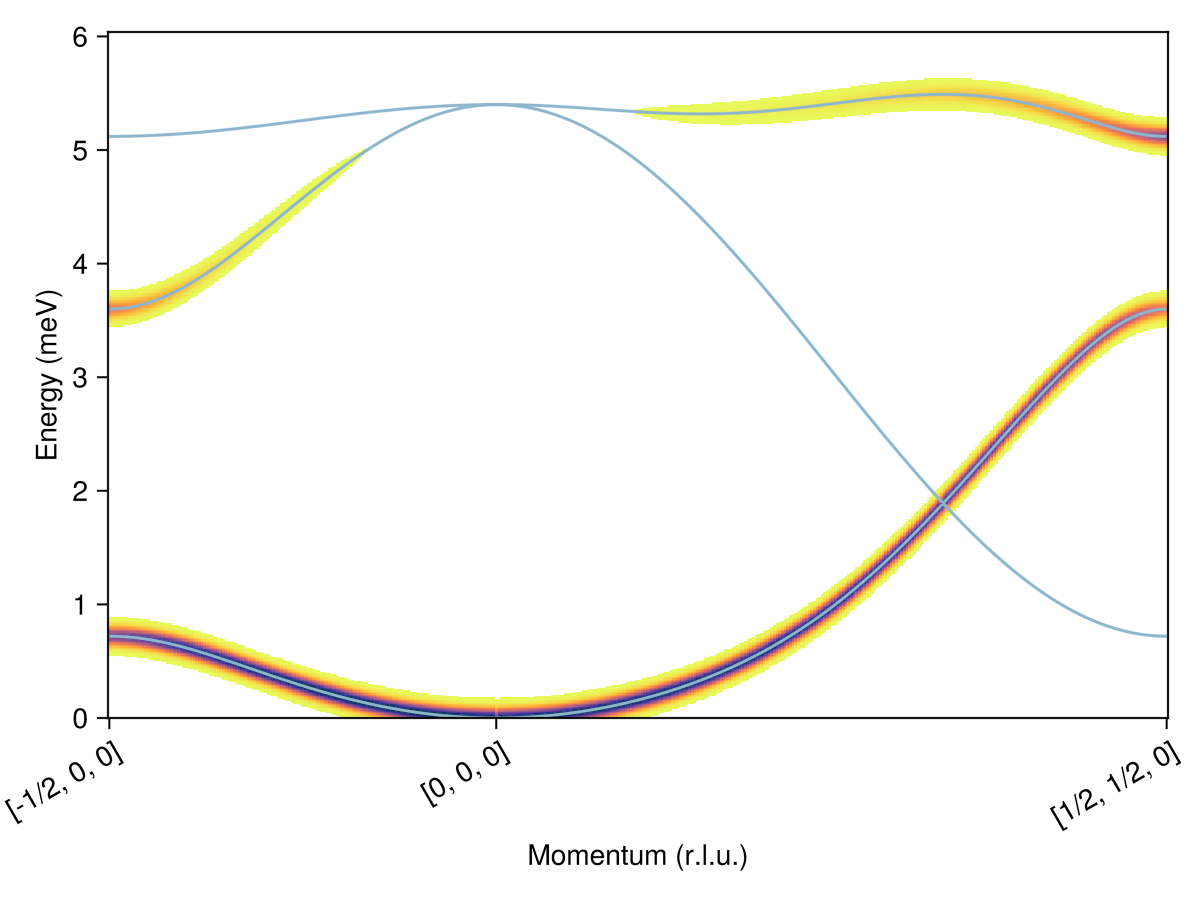 6
5
4
3
2
1
0
Energy (meV)
[-1/2, 0, 0]
[0, 0, 0]
[1/2, 1/2, 0]
Momentum (r.l.u.)